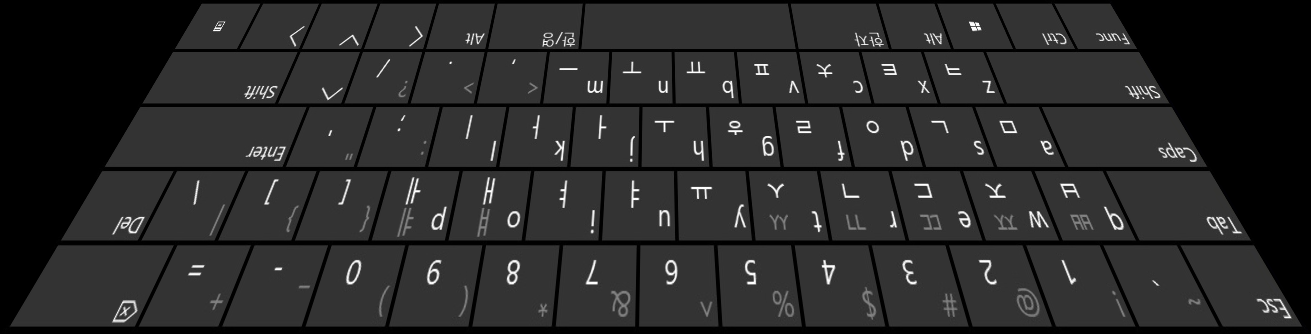 Esc ~ ` ! 1 @ 2 # 3 $ 4 % 5 ^ 6 & 7 * 8 ( 9 ) 0 _ - + =
Tab q ㅃ ㅂ w ㅉ ㅈ e ㄸ ㄷ r ㄲ ㄱ t ㅆ ㅅ y ㅛ u ㅕ i ㅑ o ㅒ ㅐ p ㅖ ㅔ { [ } ] | \ Del
Caps a ㅁ s ㄴ d ㅇ f ㄹ g ㅎ h ㅗ j ㅓ k ㅏ l ㅣ : ; " ' Enter
Shift z ㅋ x ㅌ c ㅊ v ㅍ b ㅠ n ㅜ m ㅡ < , > . ? / Shift
Func Ctrl Alt 한자 한/영 Alt